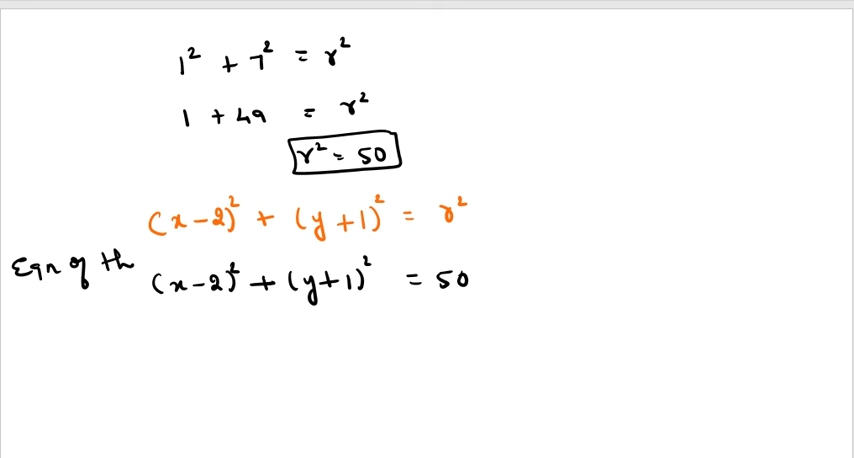 1² + 7² = r²
1 + 49 = r²
r² = 50
(x-2)² + (y+1)² = r²
Eqn of th (x-2)² + (y+1)² = 50